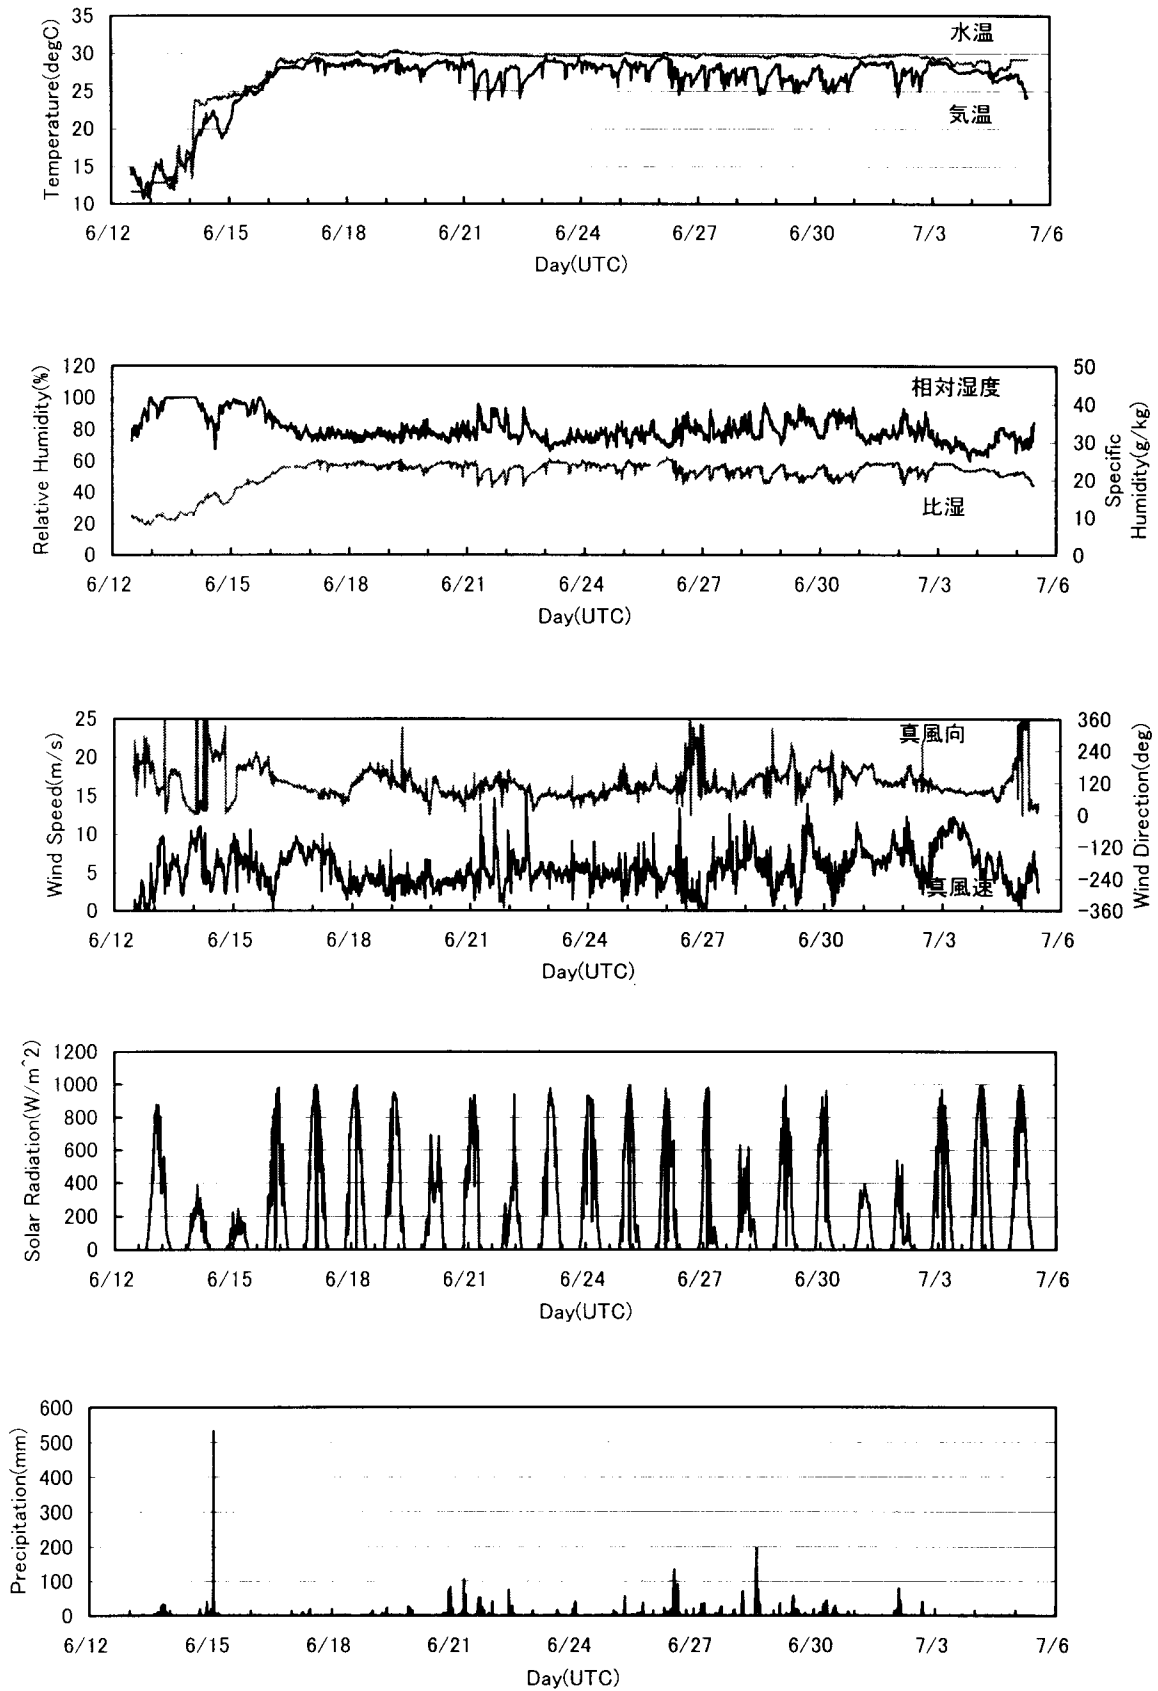 35
30
25
20
15
10
Temperature(degC)
水温
気温
6/12 6/15 6/18 6/21 6/24 6/27 6/30 7/3 7/6
Day(UTC)
120
100
80
60
40
20
0
Relative Humidity(%)
相対湿度
比湿
50
40
30
20
10
0
Specific
Humidity(g/kg)
6/12 6/15 6/18 6/21 6/24 6/27 6/30 7/3 7/6
Day(UTC)
25
20
15
10
5
0
Wind Speed(m/s)
真風向
真風速
360
240
120
0
-120
-240
-360
Wind Direction(deg)
6/12 6/15 6/18 6/21 6/24 6/27 6/30 7/3 7/6
Day(UTC)
1200
1000
800
600
400
200
0
Solar Radiation(W/m^2)
6/12 6/15 6/18 6/21 6/24 6/27 6/30 7/3 7/6
Day(UTC)
600
500
400
300
200
100
0
Precipitation(mm)
6/12 6/15 6/18 6/21 6/24 6/27 6/30 7/3 7/6
Day(UTC)